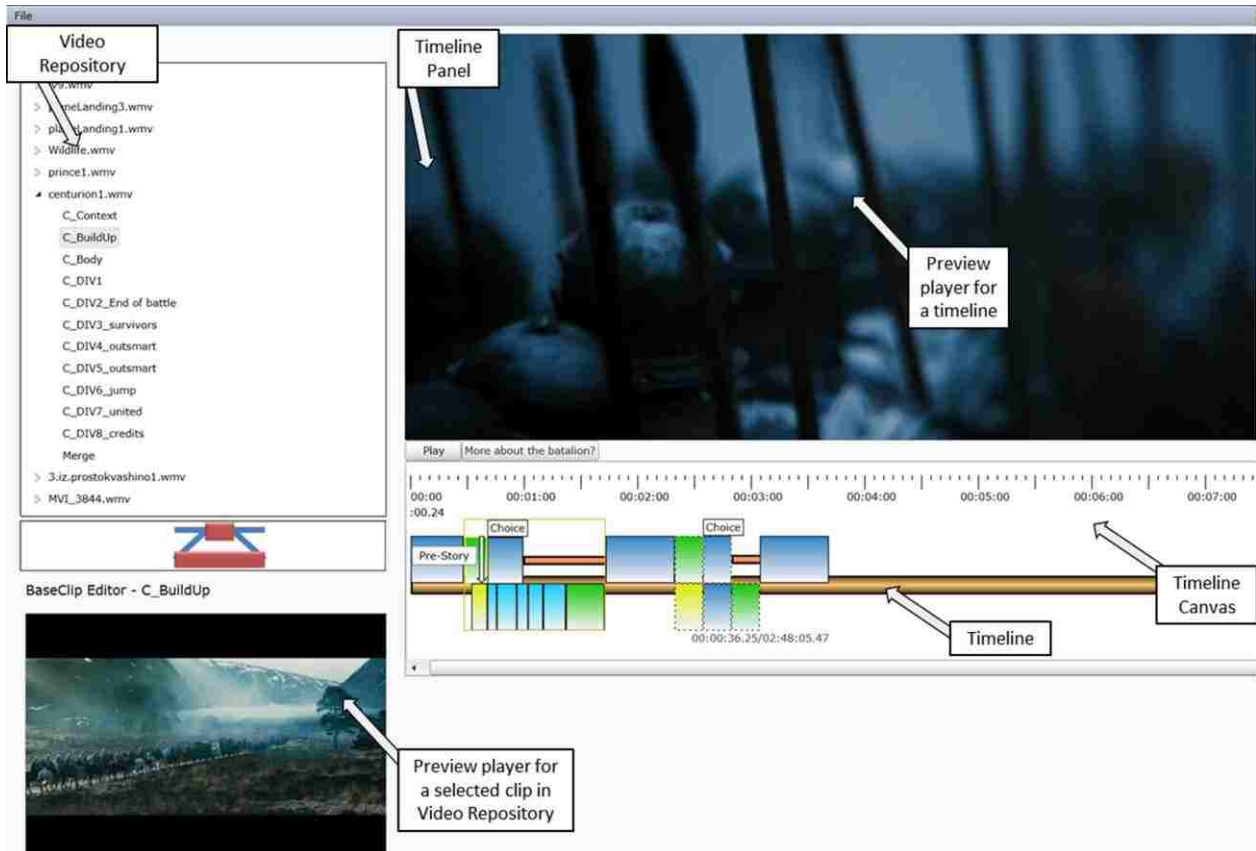 File
Video
Repository
planeLanding3.wmv
planeLanding1.wmv
Wildlife.wmv
prince1.wmv
centurion1.wmv
C_Context
C_BuildUp
C_Body
C_DIV1
C_DIV2_End of battle
C_DIV3_survivors
C_DIV4_outsmart
C_DIV5_outsmart
C_DIV6_jump
C_DIV7_united
C_DIV8_credits
Merge
3.iz.prostokvashino1.wmv
MVI_3844.wmv
BaseClip Editor - C_BuildUp
Timeline
Panel
Preview
player for
a timeline
Play
More about the batalion?
00:00 00:01:00 00:02:00 00:03:00 00:04:00 00:05:00 00:06:00 00:07:00
:00.24
Choice
Choice
Pre-Story
Timeline
Canvas
Timeline
00:00:36.25/02:48:05.47
Preview player for
a selected clip in
Video Repository